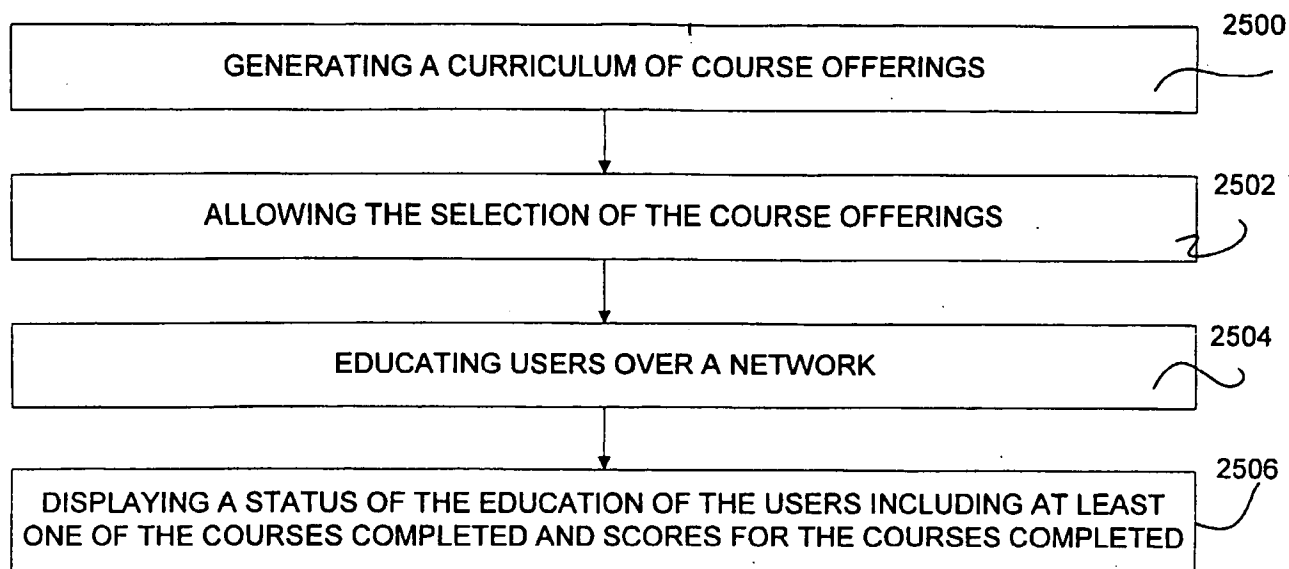 2500
GENERATING A CURRICULUM OF COURSE OFFERINGS
2502
ALLOWING THE SELECTION OF THE COURSE OFFERINGS
2504
EDUCATING USERS OVER A NETWORK
2506
DISPLAYING A STATUS OF THE EDUCATION OF THE USERS INCLUDING AT LEAST
ONE OF THE COURSES COMPLETED AND SCORES FOR THE COURSES COMPLETED